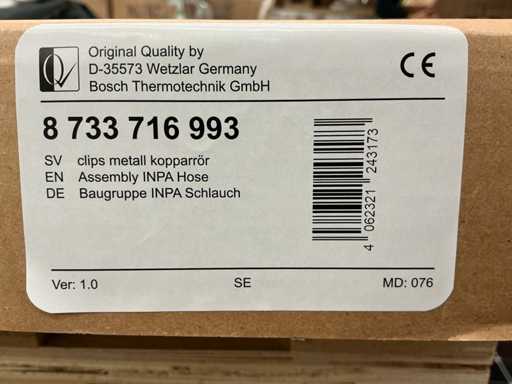 Original Quality by
D-35573 Wetzlar Germany
Bosch Thermotechnik GmbH
CE
8 733 716 993
SV clips metall kopparrör
EN Assembly INPA Hose
DE Baugruppe INPA Schlauch
4 062321 243173
Ver: 1.0 SE MD: 076